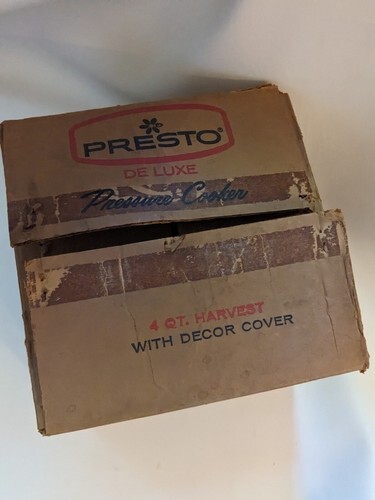 PRESTO®
DE LUXE
Pressure Cooker
4 QT. HARVEST
WITH DECOR COVER